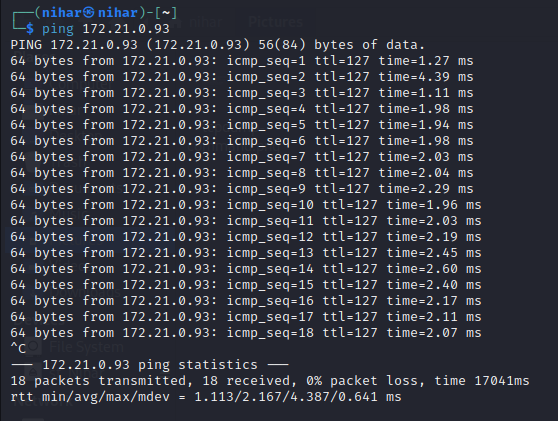 ┌──(nihar㉿nihar)-[~]
└─$ ping 172.21.0.93
PING 172.21.0.93 (172.21.0.93) 56(84) bytes of data.
64 bytes from 172.21.0.93: icmp_seq=1 ttl=127 time=1.27 ms
64 bytes from 172.21.0.93: icmp_seq=2 ttl=127 time=4.39 ms
64 bytes from 172.21.0.93: icmp_seq=3 ttl=127 time=1.11 ms
64 bytes from 172.21.0.93: icmp_seq=4 ttl=127 time=1.98 ms
64 bytes from 172.21.0.93: icmp_seq=5 ttl=127 time=1.94 ms
64 bytes from 172.21.0.93: icmp_seq=6 ttl=127 time=1.98 ms
64 bytes from 172.21.0.93: icmp_seq=7 ttl=127 time=2.03 ms
64 bytes from 172.21.0.93: icmp_seq=8 ttl=127 time=2.04 ms
64 bytes from 172.21.0.93: icmp_seq=9 ttl=127 time=2.29 ms
64 bytes from 172.21.0.93: icmp_seq=10 ttl=127 time=1.96 ms
64 bytes from 172.21.0.93: icmp_seq=11 ttl=127 time=2.03 ms
64 bytes from 172.21.0.93: icmp_seq=12 ttl=127 time=2.19 ms
64 bytes from 172.21.0.93: icmp_seq=13 ttl=127 time=2.45 ms
64 bytes from 172.21.0.93: icmp_seq=14 ttl=127 time=2.60 ms
64 bytes from 172.21.0.93: icmp_seq=15 ttl=127 time=2.40 ms
64 bytes from 172.21.0.93: icmp_seq=16 ttl=127 time=2.17 ms
64 bytes from 172.21.0.93: icmp_seq=17 ttl=127 time=2.11 ms
64 bytes from 172.21.0.93: icmp_seq=18 ttl=127 time=2.07 ms
^c
File System
--- 172.21.0.93 ping statistics ---
18 packets transmitted, 18 received, 0% packet loss, time 17041ms
rtt min/avg/max/mdev = 1.113/2.167/4.387/0.641 ms